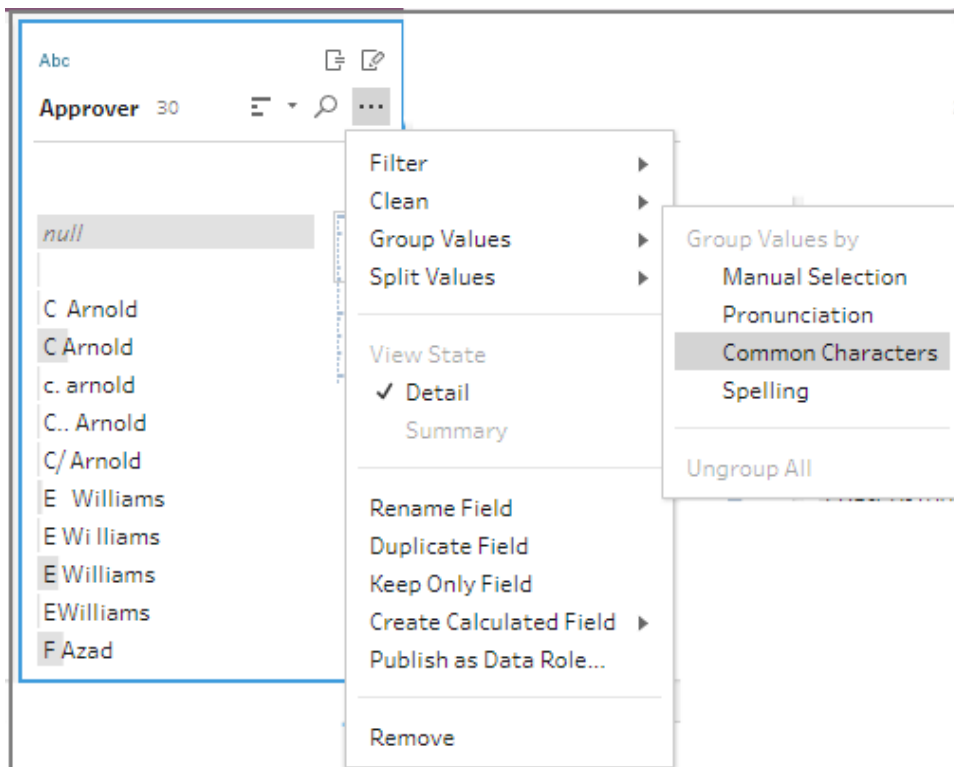 Abc
Approver 30
null
C Arnold
C Arnold
c. arnold
C.. Arnold
C/ Arnold
E  Williams
E Wi lliams
E Williams
EWilliams
F Azad
Filter
Clean
Group Values
Split Values
View State
✓ Detail
Summary
Rename Field
Duplicate Field
Keep Only Field
Create Calculated Field
Publish as Data Role...
Remove
Group Values by
Manual Selection
Pronunciation
Common Characters
Spelling
Ungroup All